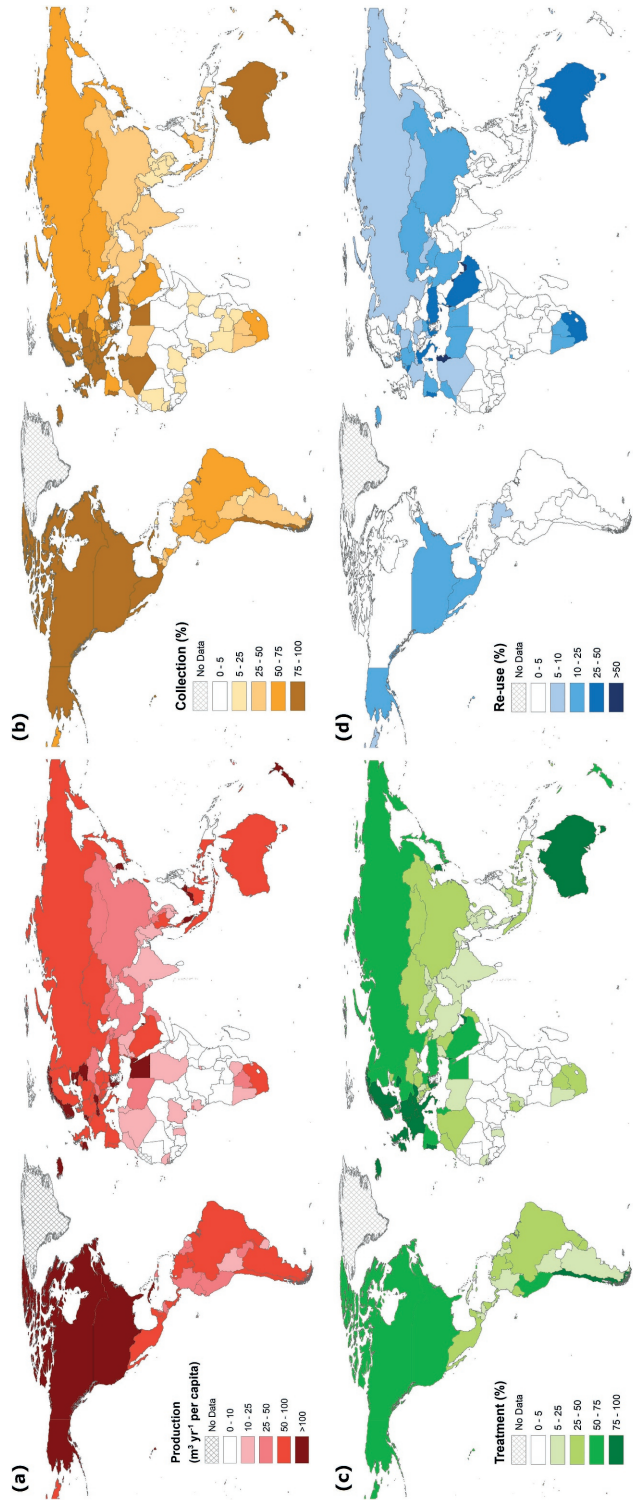 (a)
Production
(m³ yr⁻¹ per capita)
No Data
0 - 10
10 - 25
25 - 50
50 - 100
>100
(b)
Collection (%)
No Data
0 - 5
5 - 25
25 - 50
50 - 75
75 - 100
(c)
Treatment (%)
No Data
0 - 5
5 - 25
25 - 50
50 - 75
75 - 100
(d)
Re-use (%)
No Data
0 - 5
5 - 10
10 - 25
25 - 50
>50